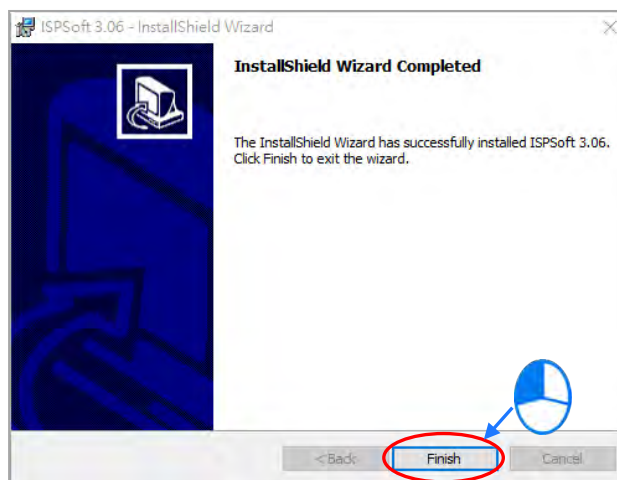 ISPSoft 3.06 - InstallShield Wizard
InstallShield Wizard Completed
The InstallShield Wizard has successfully installed ISPSoft 3.06.
Click Finish to exit the wizard.
< Back Finish Cancel